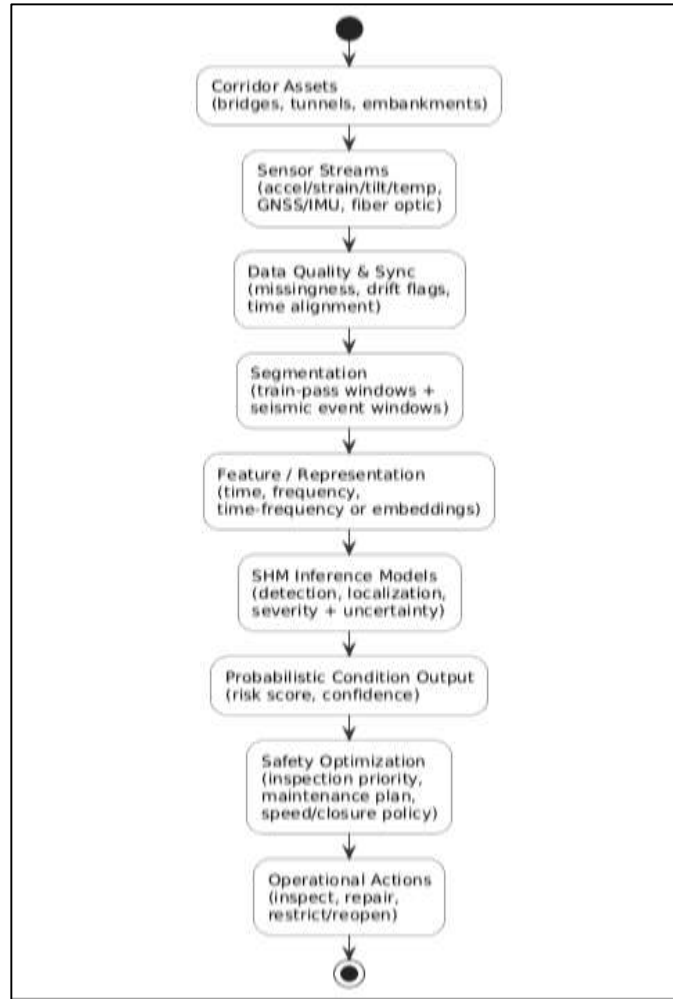 Corridor Assets
(bridges, tunnels, embankments)
Sensor Streams
(accel/strain/tilt/temp,
GNSS/IMU, fiber optic)
Data Quality & Sync
(missingness, drift flags,
time alignment)
Segmentation
(train-pass windows +
seismic event windows)
Feature / Representation
(time, frequency,
time-frequency or embeddings)
SHM Inference Models
(detection, localization,
severity + uncertainty)
Probabilistic Condition Output
(risk score, confidence)
Safety Optimization
(inspection priority,
maintenance plan,
speed/closure policy)
Operational Actions
(inspect, repair,
restrict/reopen)